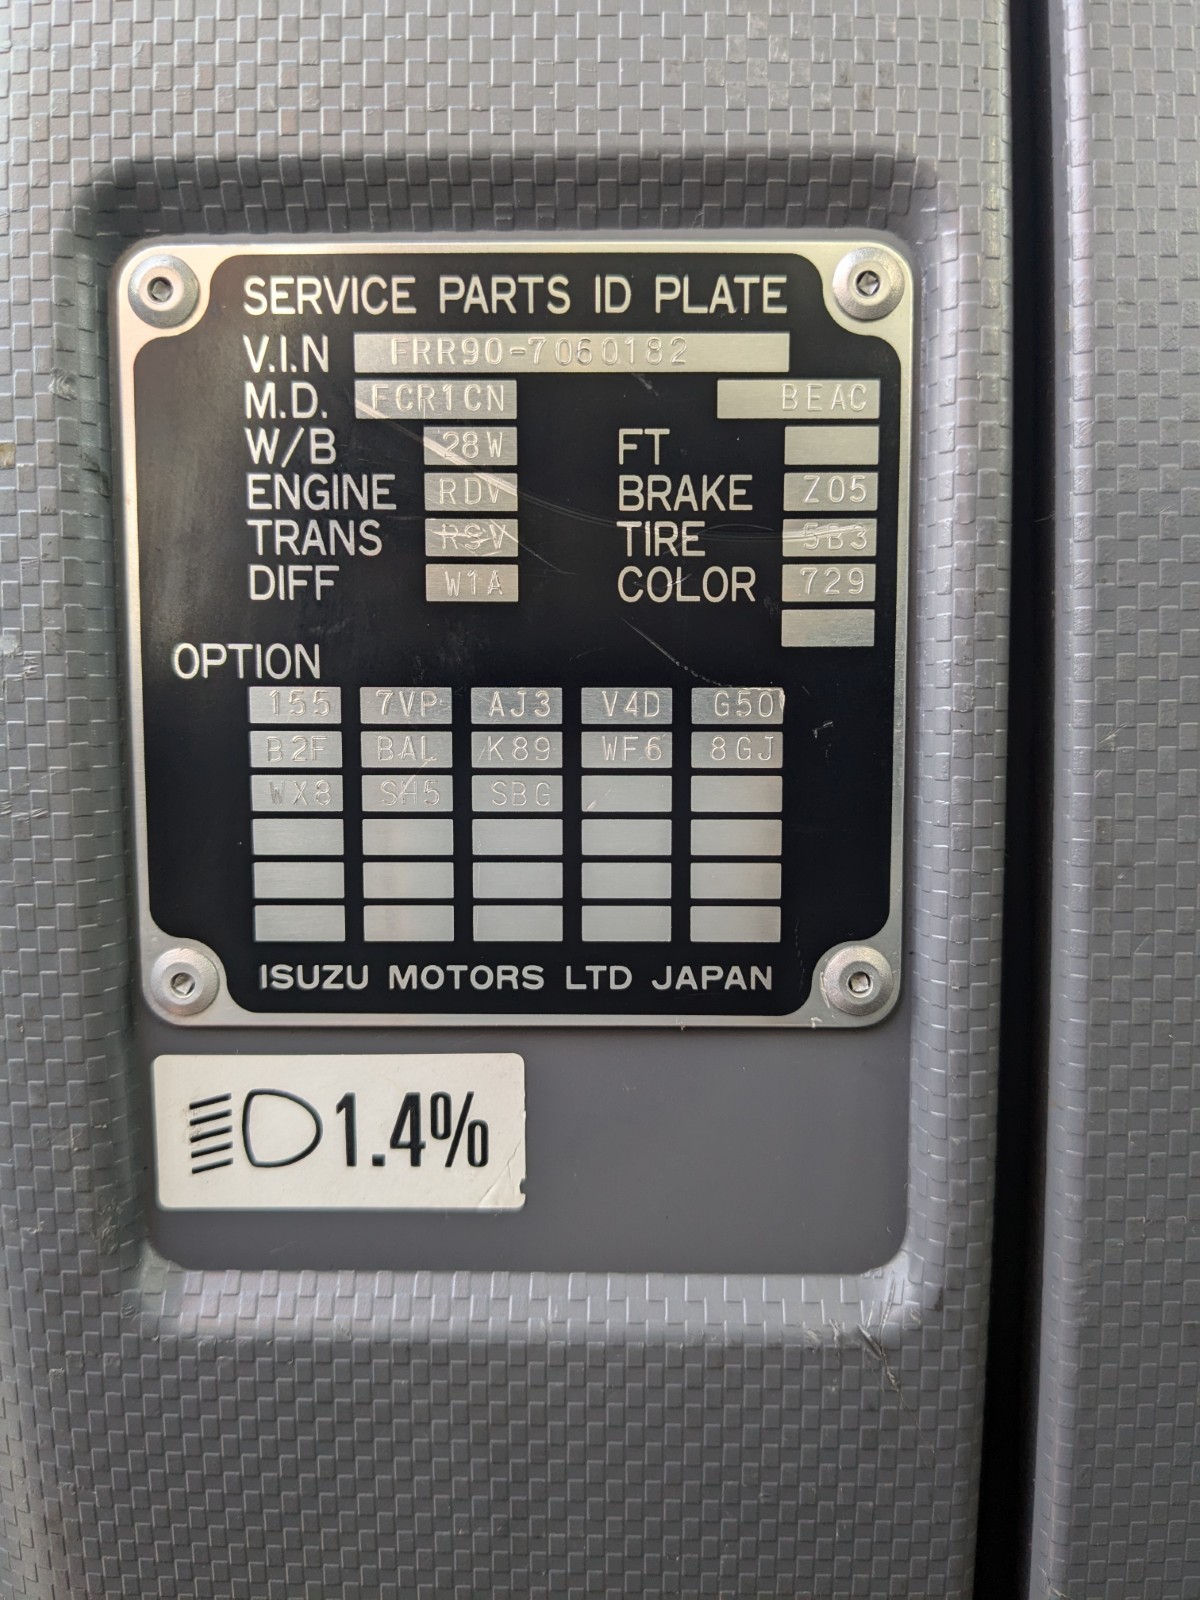 SERVICE PARTS ID PLATE
V.I.N FRR90-7060182
M.D. FCR1CN BEAC
W/B 28W FT
ENGINE RDV BRAKE Z05
TRANS RSV TIRE 5B3
DIFF W1A COLOR 729
OPTION
155 7VP AJ3 V4D G50
B2F BAL K89 WF6 8GJ
WX8 SH5 SBG
ISUZU MOTORS LTD JAPAN
1.4%